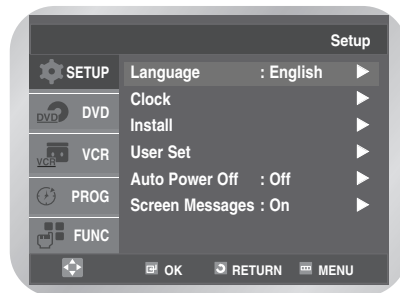 Setup
SETUP
Language : English
DVD
DVD
Clock
Install
VCR
VCR
User Set
Auto Power Off : Off
PROG
Screen Messages : On
FUNC
OK RETURN MENU